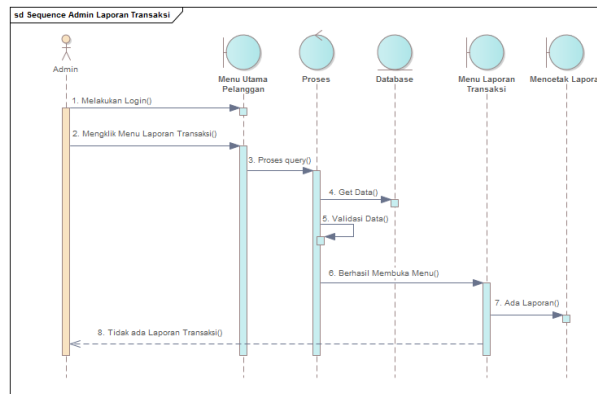 sd Sequence Admin Laporan Transaksi
Admin
Menu Utama
Pelanggan
Proses
Database
Menu Laporan
Transaksi
Mencetak Lapora
1. Melakukan Login()
2. Mengklik Menu Laporan Transaksi()
3. Proses query()
4. Get Data()
5. Validasi Data()
6. Berhasil Membuka Menu()
7. Ada Laporan()
8. Tidak ada Laporan Transaksi()